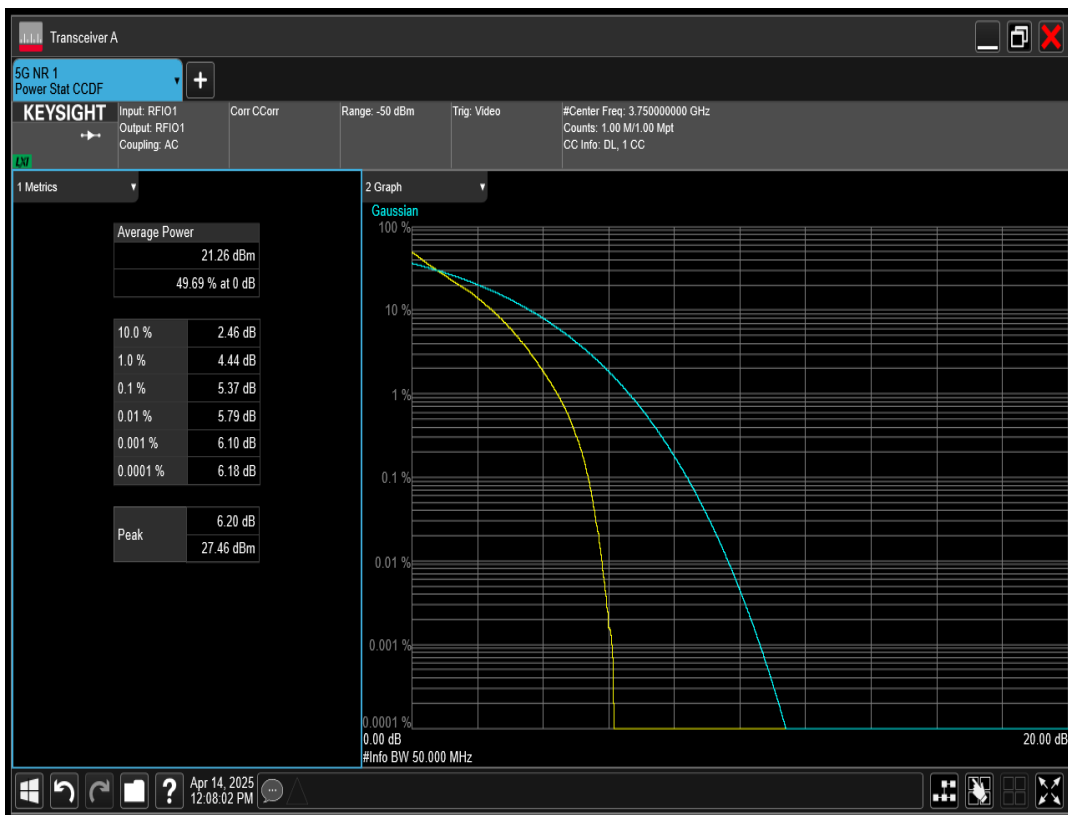 Transceiver A
5G NR 1
Power Stat CCDF
+
KEYSIGHT
LXI
Input: RFIO1
Output: RFIO1
Coupling: AC
Corr CCorr
Range: -50 dBm
Trig: Video
#Center Freq: 3.750000000 GHz
Counts: 1.00 M/1.00 Mpt
CC Info: DL, 1 CC
1 Metrics
Average Power
21.26 dBm
49.69 % at 0 dB
10.0 % 2.46 dB
1.0 % 4.44 dB
0.1 % 5.37 dB
0.01 % 5.79 dB
0.001 % 6.10 dB
0.0001 % 6.18 dB
Peak 6.20 dB
27.46 dBm
2 Graph
Gaussian
100 %
10 %
1 %
0.1 %
0.01 %
0.001 %
0.0001 %
0.00 dB 20.00 dB
#Info BW 50.000 MHz
?
Apr 14, 2025
12:08:02 PM